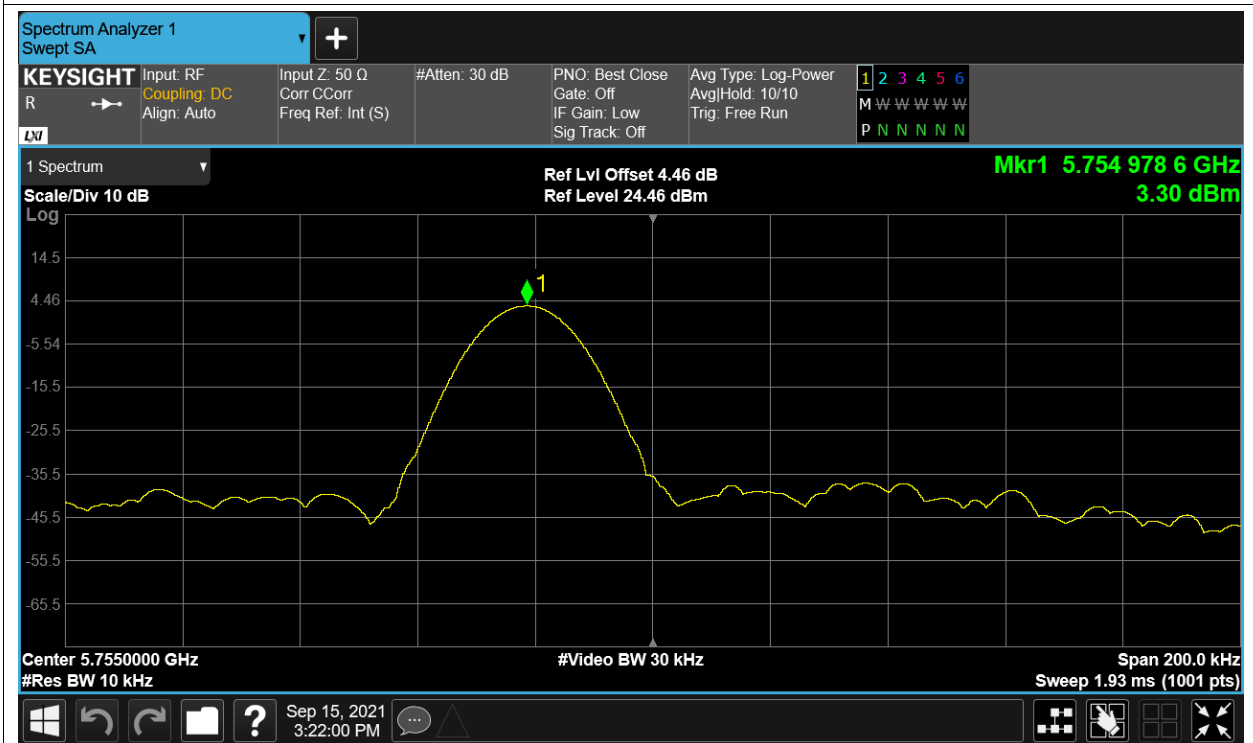 Spectrum Analyzer 1
Swept SA
KEYSIGHT
R
LXI
Input: RF
Coupling: DC
Align: Auto
Input Z: 50 Ω
Corr CCorr
Freq Ref: Int (S)
#Atten: 30 dB
PNO: Best Close
Gate: Off
IF Gain: Low
Sig Track: Off
Avg Type: Log-Power
Avg|Hold: 10/10
Trig: Free Run
1 2 3 4 5 6
M W W W W W W
P N N N N N
1 Spectrum
Scale/Div 10 dB
Log
Ref Lvl Offset 4.46 dB
Ref Level 24.46 dBm
Mkr1 5.754 978 6 GHz
3.30 dBm
14.5
4.46
-5.54
-15.5
-25.5
-35.5
-45.5
-55.5
-65.5
1
Center 5.7550000 GHz
#Res BW 10 kHz
#Video BW 30 kHz
Span 200.0 kHz
Sweep 1.93 ms (1001 pts)
?
Sep 15, 2021
3:22:00 PM